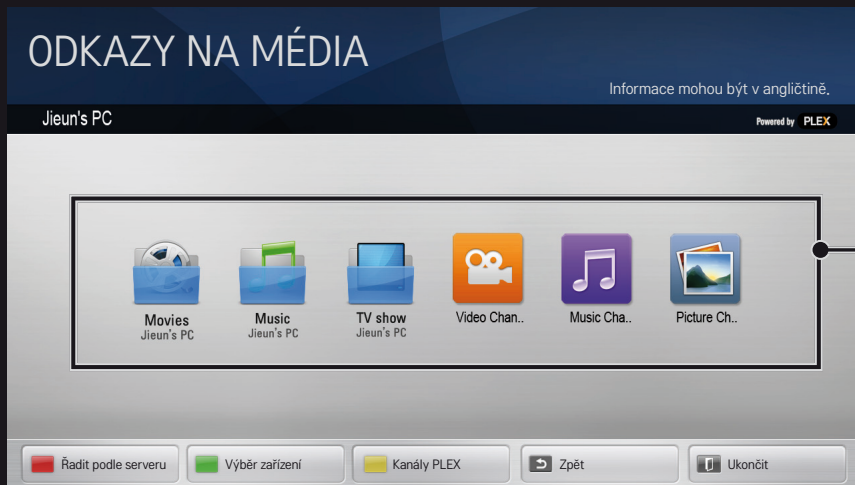 ODKAZY NA MÉDIA
Informace mohou být v angličtině.
Jieun's PC
Powered by PLEX
Movies
Jieun's PC
Music
Jieun's PC
TV show
Jieun's PC
Video Chan..
Music Cha..
Picture Ch..
Řadit podle serveru
Výběr zařízení
Kanály PLEX
Zpět
Ukončit